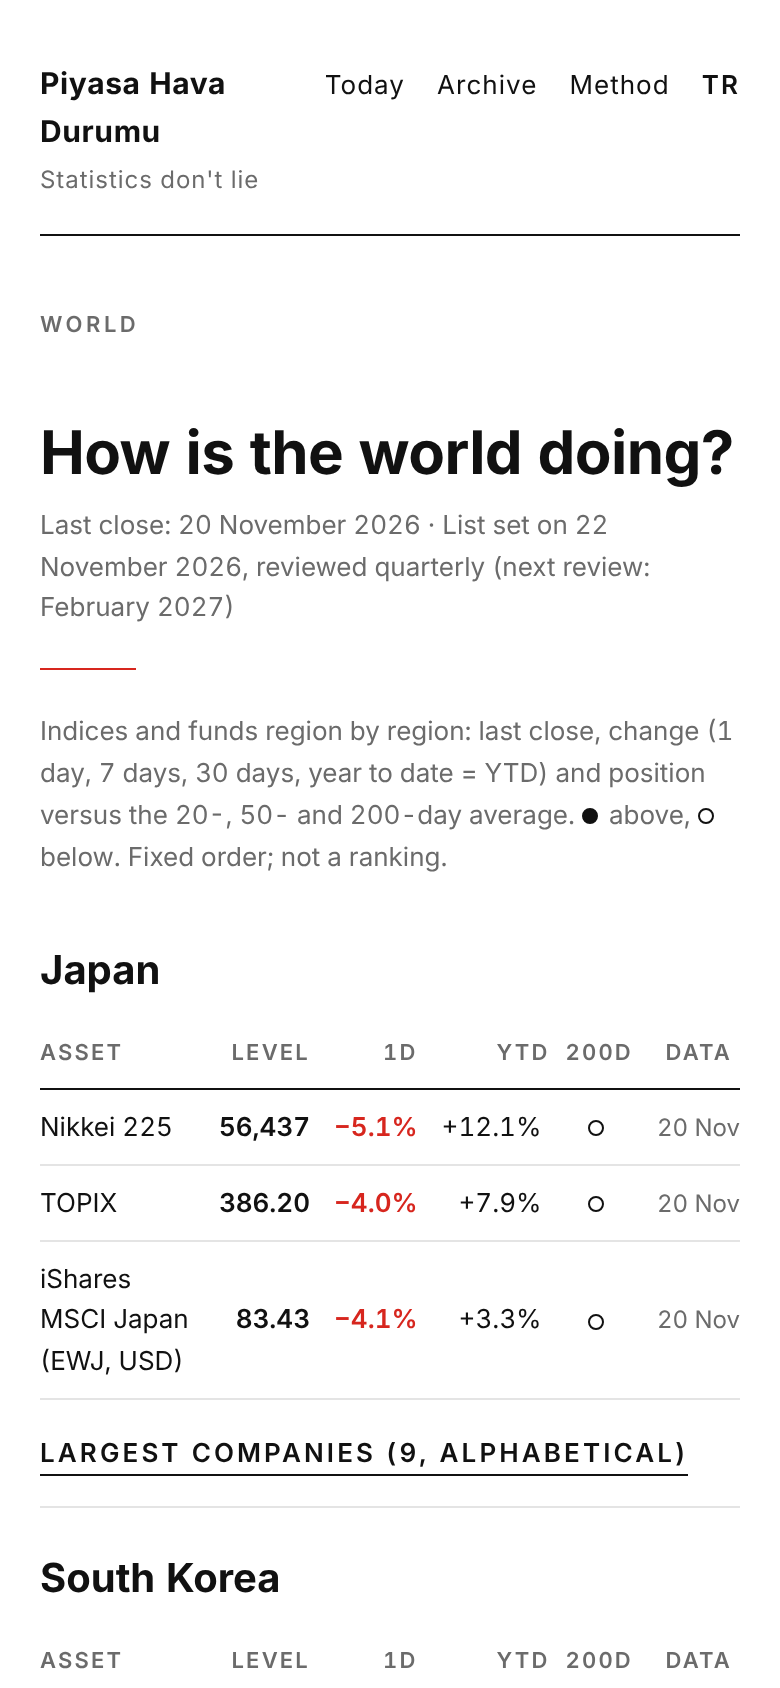 Piyasa Hava Durumu
Today Archive Method TR
Statistics don't lie
WORLD
How is the world doing?
Last close: 20 November 2026 · List set on 22
November 2026, reviewed quarterly (next review:
February 2027)
Indices and funds region by region: last close, change (1
day, 7 days, 30 days, year to date = YTD) and position
versus the 20-, 50- and 200-day average. ● above, ○
below. Fixed order; not a ranking.
Japan
ASSET LEVEL 1D YTD 200D DATA
Nikkei 225 56,437 −5.1% +12.1% ○ 20 Nov
TOPIX 386.20 −4.0% +7.9% ○ 20 Nov
iShares
MSCI Japan 83.43 −4.1% +3.3% ○ 20 Nov
(EWJ, USD)
LARGEST COMPANIES (9, ALPHABETICAL)
South Korea
ASSET LEVEL 1D YTD 200D DATA